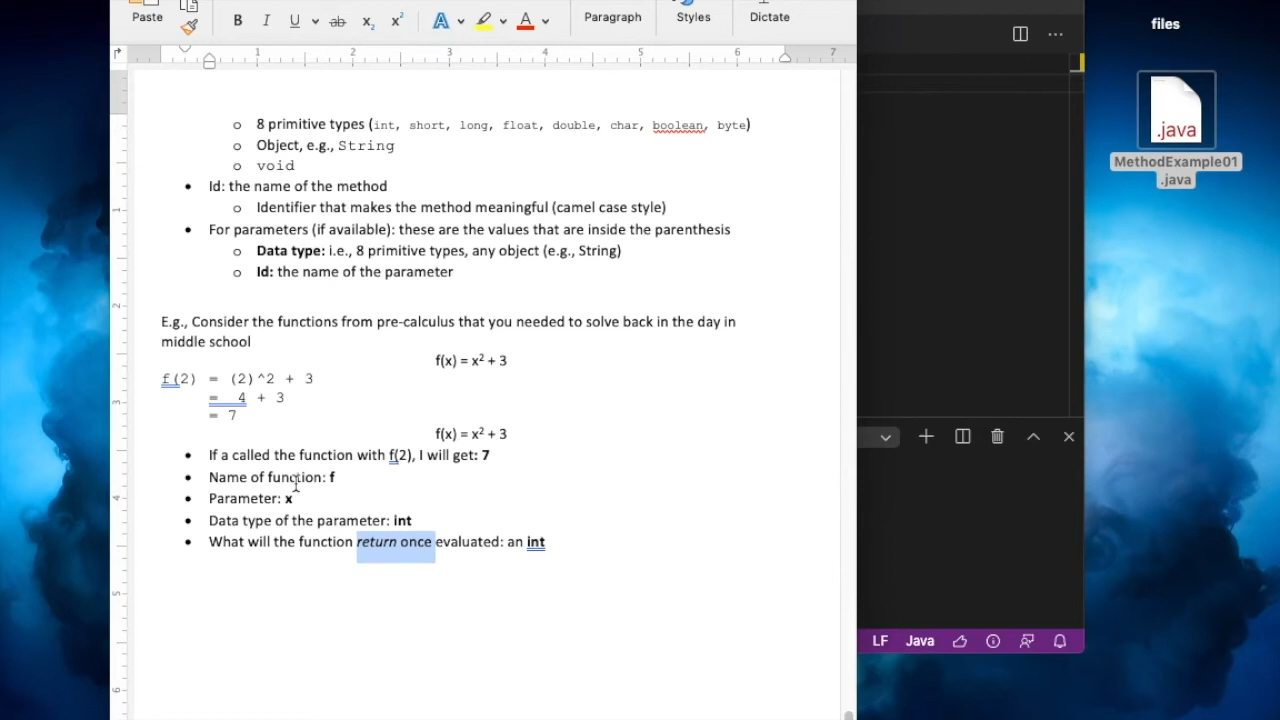 files
Paste
B I U ab x2 x2 A A
Paragraph
Styles
Dictate
1 2 3 4 5 6 7
.java
MethodExample01
.java
o 8 primitive types (int, short, long, float, double, char, boolean, byte)
o Object, e.g., String
o void
• Id: the name of the method
o Identifier that makes the method meaningful (camel case style)
• For parameters (if available): these are the values that are inside the parenthesis
o Data type: i.e., 8 primitive types, any object (e.g., String)
o Id: the name of the parameter
E.g., Consider the functions from pre-calculus that you needed to solve back in the day in
middle school
f(x) = x² + 3
f(2) = (2)^2 + 3
= 4 + 3
= 7
f(x) = x² + 3
• If a called the function with f(2), I will get: 7
• Name of function: f
• Parameter: x
• Data type of the parameter: int
• What will the function return once evaluated: an int
1
2
3
4
5
6
LF Java